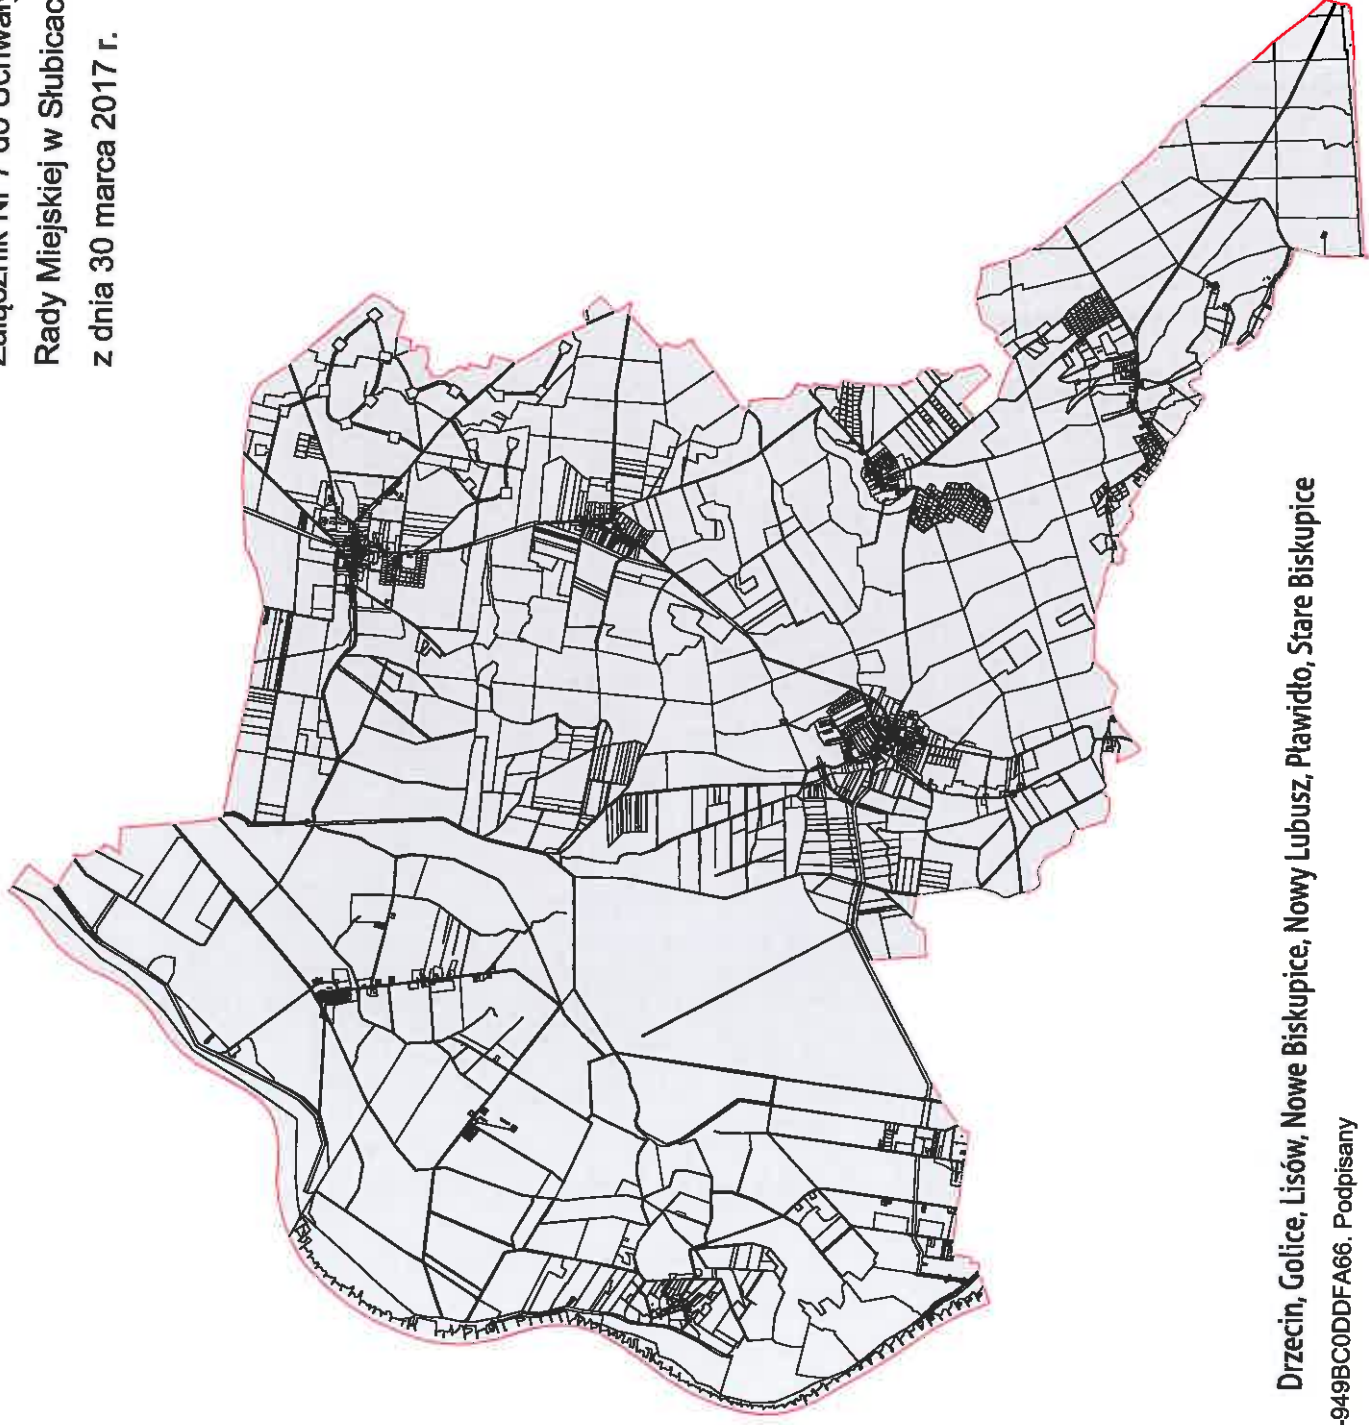 Rady Miejskiej w Słubicach
z dnia 30 marca 2017 r.
Drzecin, Golice, Lisów, Nowe Biskupice, Nowy Lubusz, Pławidło, Stare Biskupice
-949BC0DDFA66. Podpisany